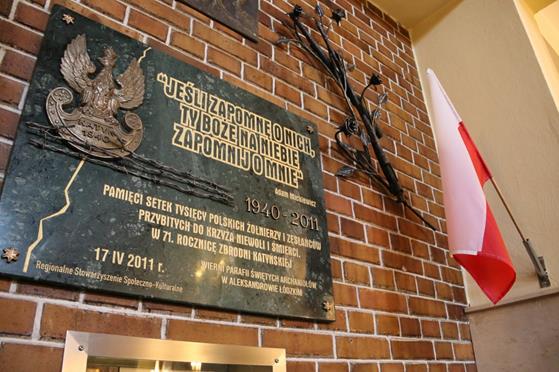 KATYŃ
1940
"JEŚLI ZAPOMNĘ O NICH,
TY BOŻE NA NIEBIE
ZAPOMNIJ O MNIE"
Adam Mickiewicz
1940-2011
PAMIĘCI SETEK TYSIĘCY POLSKICH ŻOŁNIERZY I ZESŁAŃCÓW
PRZYBITYCH DO KRZYŻA NIEWOLI I ŚMIERCI.
W 71. ROCZNICĘ ZBRODNI KATYŃSKIEJ
17 IV 2011 r.
WIERNI PARAFII ŚWIĘTYCH ARCHANIOŁÓW
W ALEKSANDROWIE ŁÓDZKIM
Regionalne Stowarzyszenie Społeczno-Kulturalne